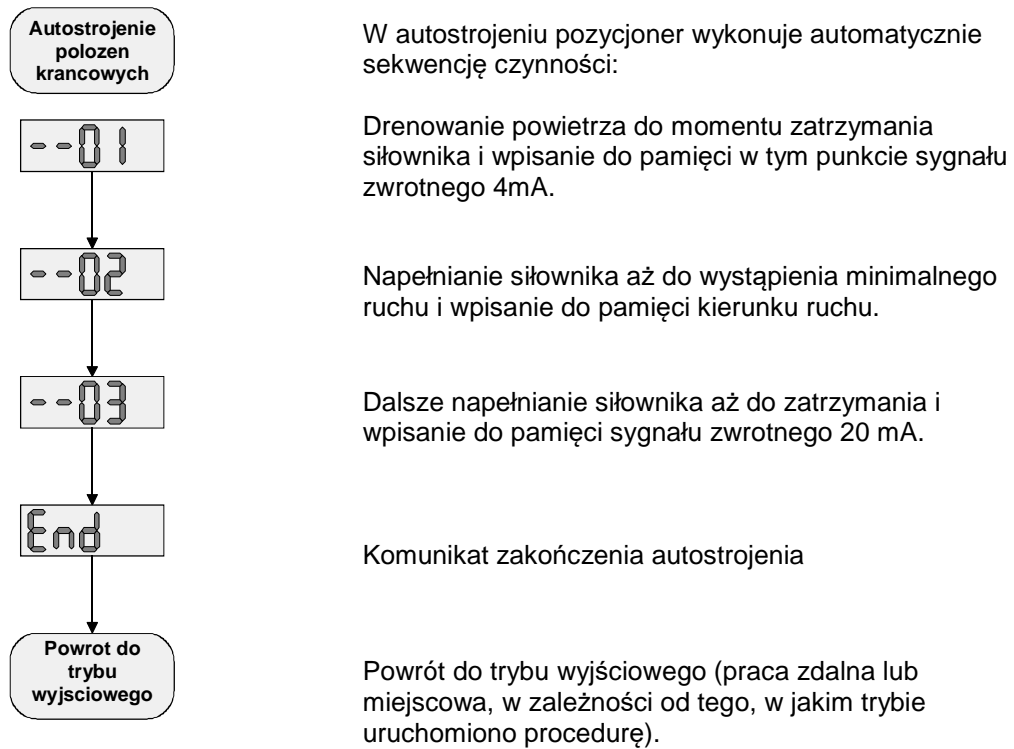 Autostrojenie
polozen
krancowych
W autostrojeniu pozycjoner wykonuje automatycznie
sekwencję czynności:
--01
Drenowanie powietrza do momentu zatrzymania
siłownika i wpisanie do pamięci w tym punkcie sygnału
zwrotnego 4mA.
--02
Napełnianie siłownika aż do wystąpienia minimalnego
ruchu i wpisanie do pamięci kierunku ruchu.
--03
Dalsze napełnianie siłownika aż do zatrzymania i
wpisanie do pamięci sygnału zwrotnego 20 mA.
End
Komunikat zakończenia autostrojenia
Powrot do
trybu
wyjsciowego
Powrót do trybu wyjściowego (praca zdalna lub
miejscowa, w zależności od tego, w jakim trybie
uruchomiono procedurę).